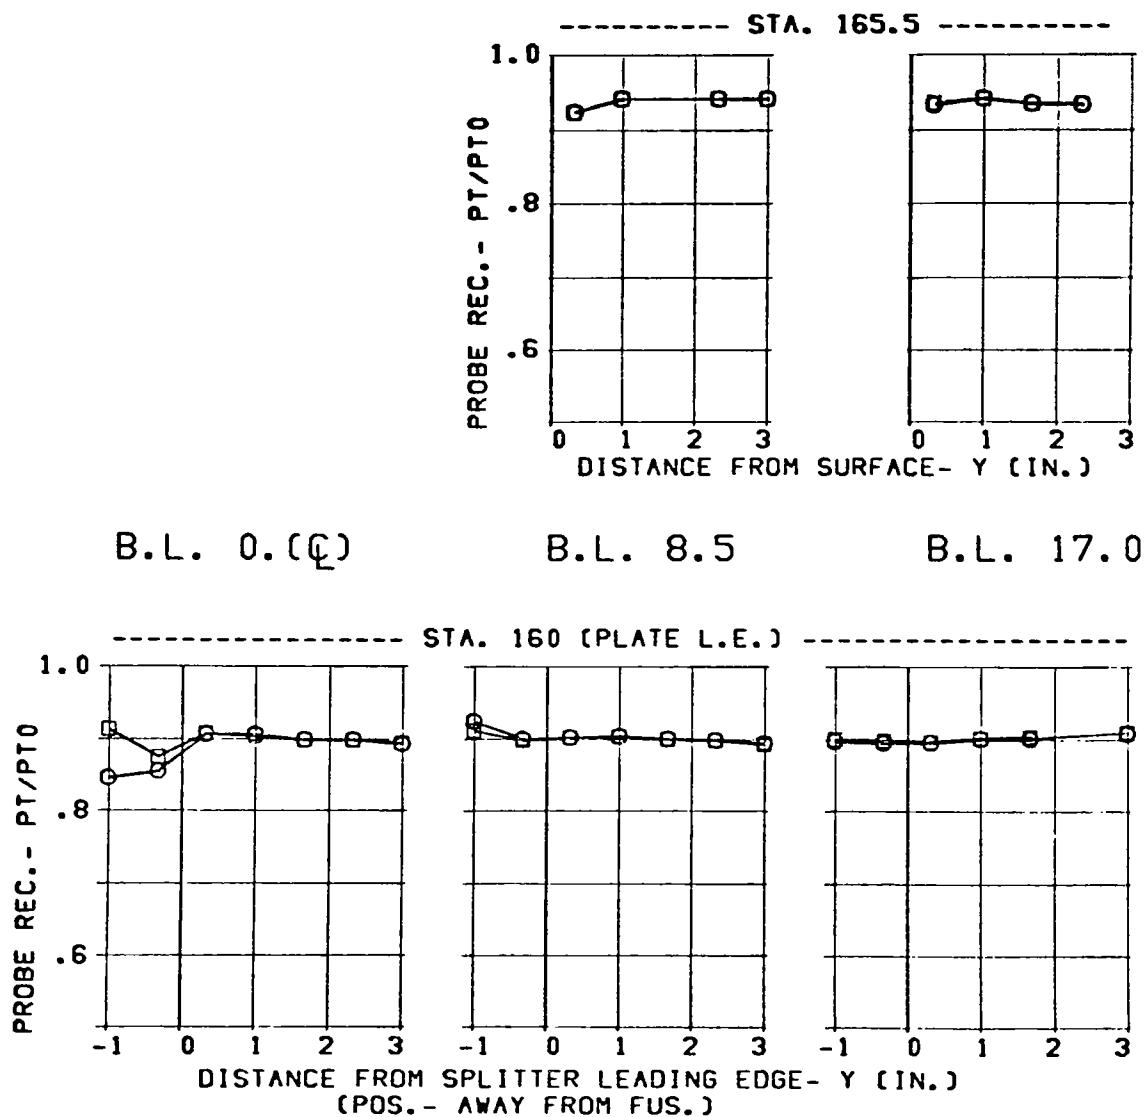 ---------- STA. 165.5 ----------
1.0
.8
.6
PROBE REC.- PT/PTO
0 1 2 3 0 1 2 3
DISTANCE FROM SURFACE- Y (IN.)
B.L. 0.(℄) B.L. 8.5 B.L. 17.0
----------------- STA. 160 (PLATE L.E.) -------------------
1.0
.8
.6
PROBE REC.- PT/PTO
-1 0 1 2 3 -1 0 1 2 3 -1 0 1 2 3
DISTANCE FROM SPLITTER LEADING EDGE- Y (IN.)
(POS.- AWAY FROM FUS.)